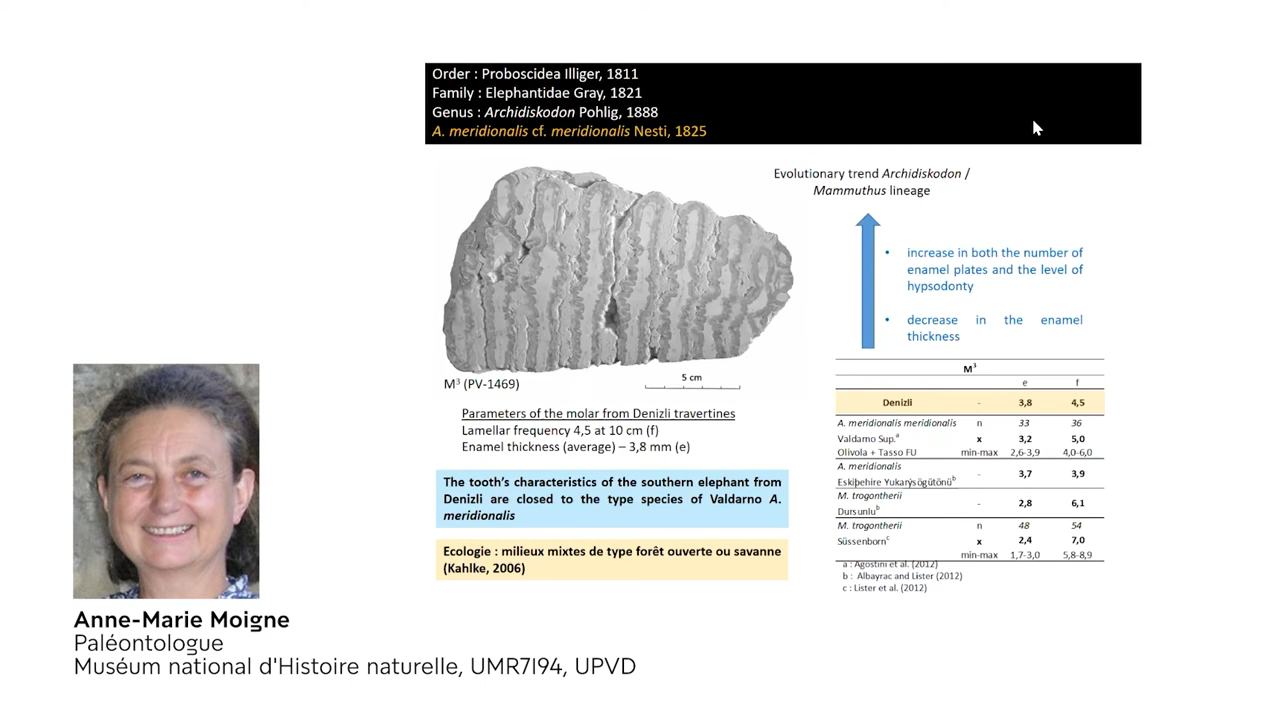 Order : Proboscidea Illiger, 1811
Family : Elephantidae Gray, 1821
Genus : Archidiskodon Pohlig, 1888
A. meridionalis cf. meridionalis Nesti, 1825
Evolutionary trend Archidiskodon /
Mammuthus lineage
• increase in both the number of
enamel plates and the level of
hypsodonty
• decrease in the enamel
thickness
M³ (PV-1469)
5 cm
Parameters of the molar from Denizli travertines
Lamellar frequency 4,5 at 10 cm (f)
Enamel thickness (average) – 3,8 mm (e)
The tooth's characteristics of the southern elephant from
Denizli are closed to the type species of Valdarno A.
meridionalis
Ecologie : milieux mixtes de type forêt ouverte ou savanne
(Kahlke, 2006)
M³
e f
Denizli - 3,8 4,5
A. meridionalis meridionalis n 33 36
Valdarno Sup.ᵃ x 3,2 5,0
Olivola + Tasso FU min-max 2,6-3,9 4,0-6,0
A. meridionalis
Eskiþehire Yukarýsögütönüᵇ - 3,7 3,9
M. trogontherii
Dursunluᵇ - 2,8 6,1
M. trogontherii n 48 54
Süssenbornᶜ x 2,4 7,0
min-max 1,7-3,0 5,8-8,9
a : Agostini et al. (2012)
b : Albayrac and Lister (2012)
c : Lister et al. (2012)
Anne-Marie Moigne
Paléontologue
Muséum national d'Histoire naturelle, UMR7194, UPVD